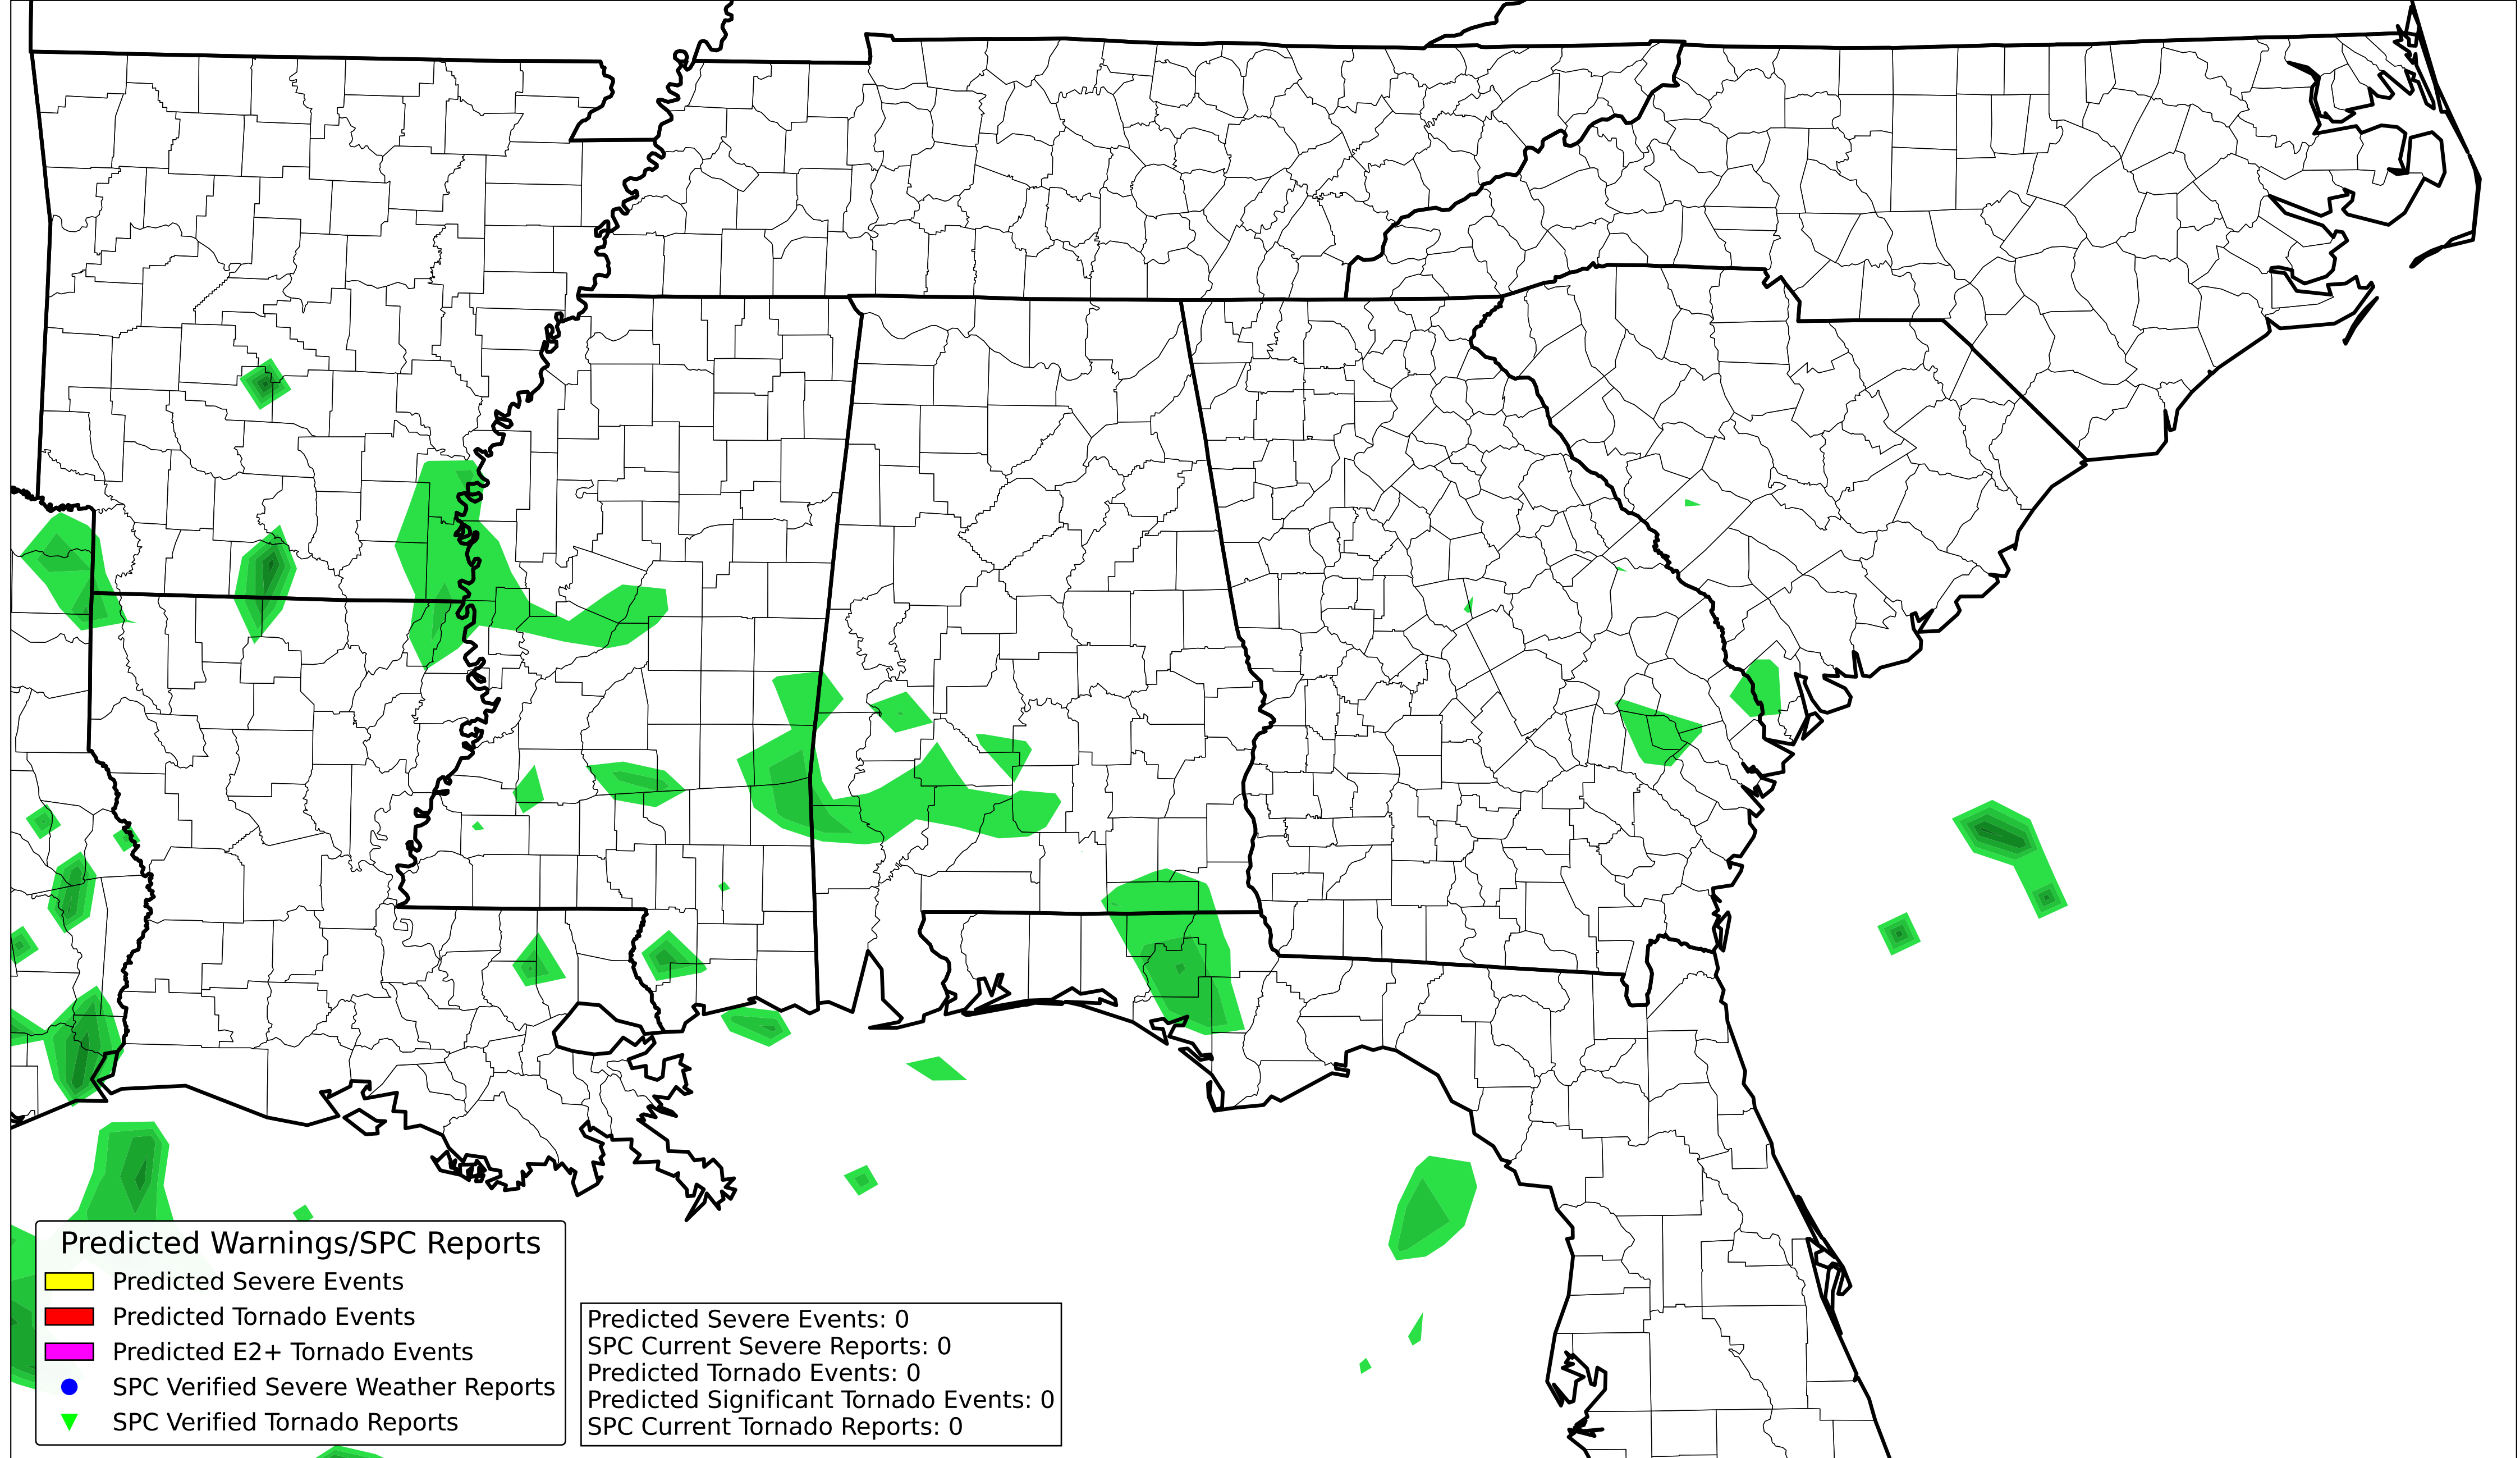 Predicted Warnings/SPC Reports
Predicted Severe Events
Predicted Tornado Events
Predicted E2+ Tornado Events
SPC Verified Severe Weather Reports
SPC Verified Tornado Reports
Predicted Severe Events: 0
SPC Current Severe Reports: 0
Predicted Tornado Events: 0
Predicted Significant Tornado Events: 0
SPC Current Tornado Reports: 0